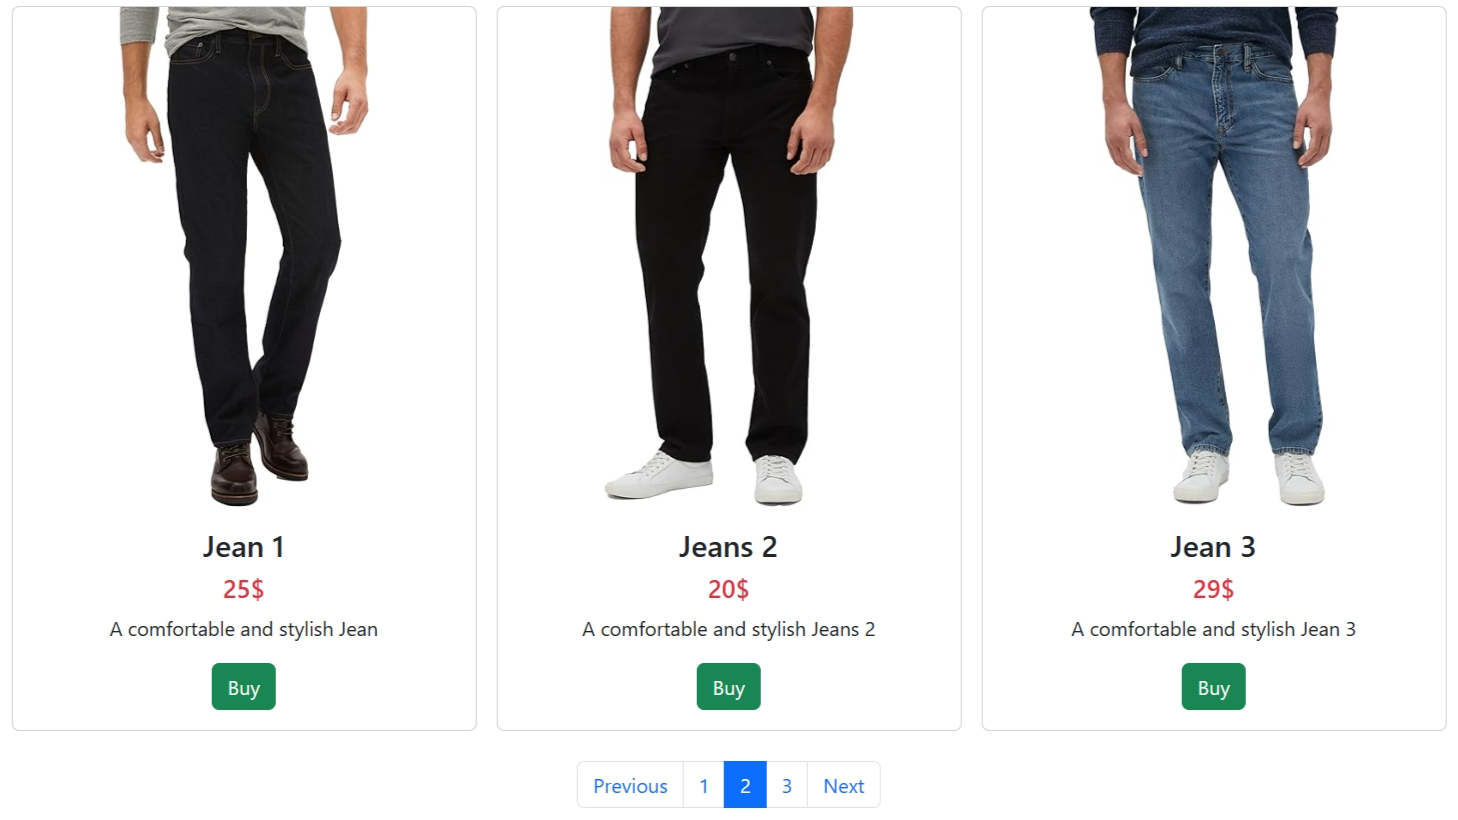 Jean 1
25$
A comfortable and stylish Jean
Buy
Jeans 2
20$
A comfortable and stylish Jeans 2
Buy
Jean 3
29$
A comfortable and stylish Jean 3
Buy
Previous 1 2 3 Next